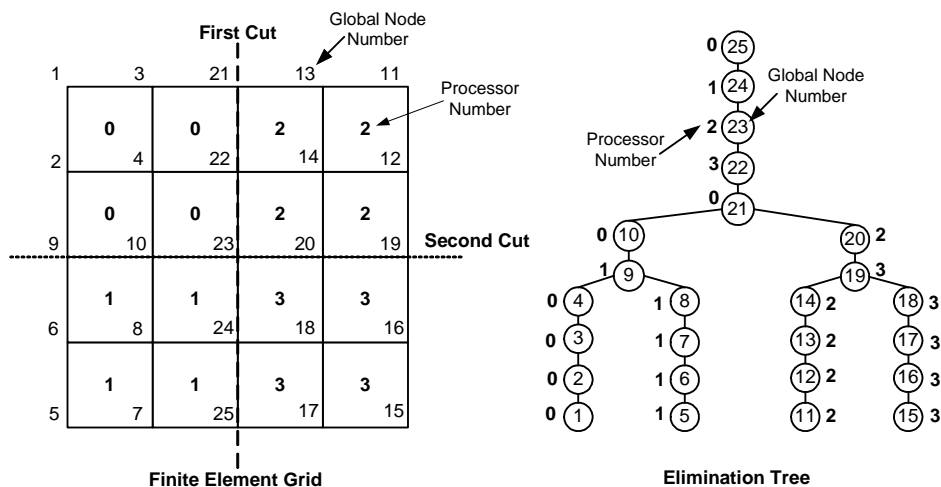 First Cut
Global Node
Number
1 3 21 13 11
Processor
Number
0 0 2 2
2 4 22 14 12
0 0 2 2
9 10 23 20 19
Second Cut
1 1 3 3
6 8 24 18 16
1 1 3 3
5 7 25 17 15
Finite Element Grid
0 25
1 24
Global Node
Number
Processor
Number
2 23
3 22
0 21
0 10 20 2
1 9 19 3
0 4 1 8 14 2 18 3
0 3 1 7 13 2 17 3
0 2 1 6 12 2 16 3
0 1 1 5 11 2 15 3
Elimination Tree